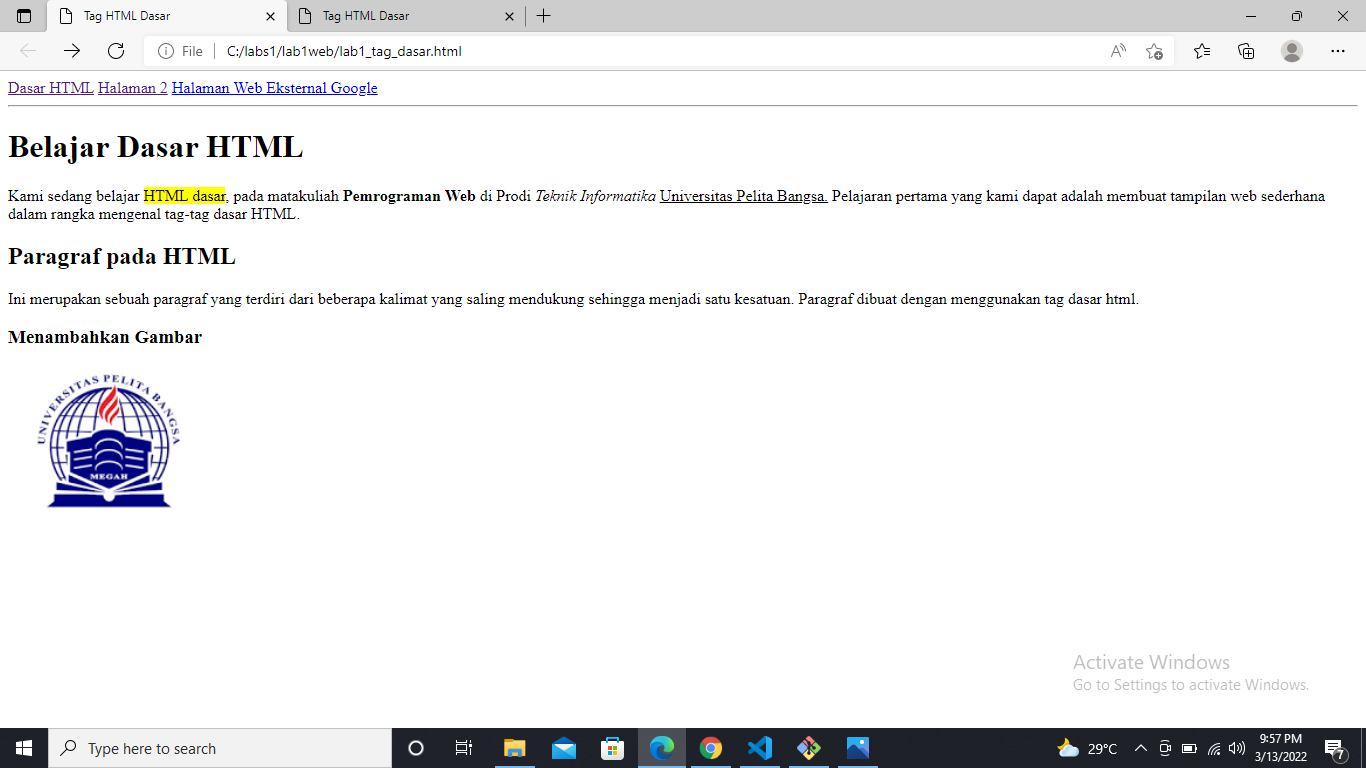 Tag HTML Dasar
Tag HTML Dasar
File
C:/labs1/lab1web/lab1_tag_dasar.html
Dasar HTML Halaman 2 Halaman Web Eksternal Google
Belajar Dasar HTML
Kami sedang belajar HTML dasar, pada matakuliah Pemrograman Web di Prodi Teknik Informatika Universitas Pelita Bangsa. Pelajaran pertama yang kami dapat adalah membuat tampilan web sederhana
dalam rangka mengenal tag-tag dasar HTML.
Paragraf pada HTML
Ini merupakan sebuah paragraf yang terdiri dari beberapa kalimat yang saling mendukung sehingga menjadi satu kesatuan. Paragraf dibuat dengan menggunakan tag dasar html.
Menambahkan Gambar
UNIVERSITAS PELITA BANGSA
MEGAH
Activate Windows
Go to Settings to activate Windows.
Type here to search
29°C
9:57 PM
3/13/2022
7